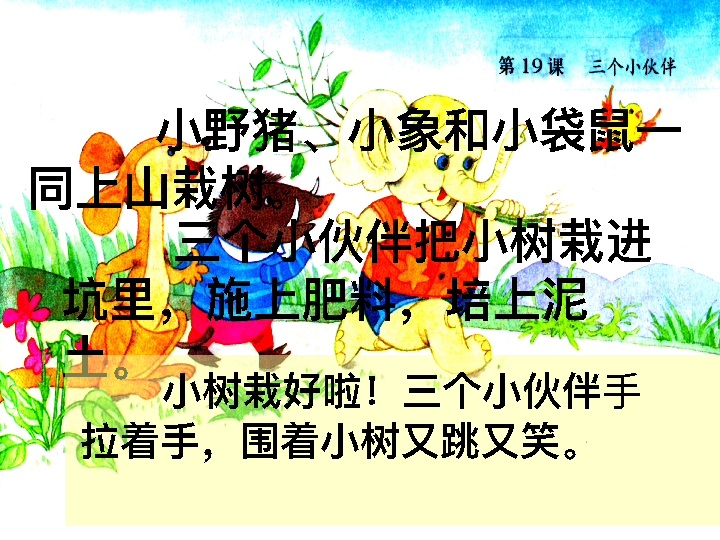 第19课 三个小伙伴
小野猪、小象和小袋鼠一
同上山栽树。
三个小伙伴把小树栽进
坑里，施上肥料，培上泥
土。
小树栽好啦！三个小伙伴手
拉着手，围着小树又跳又笑。